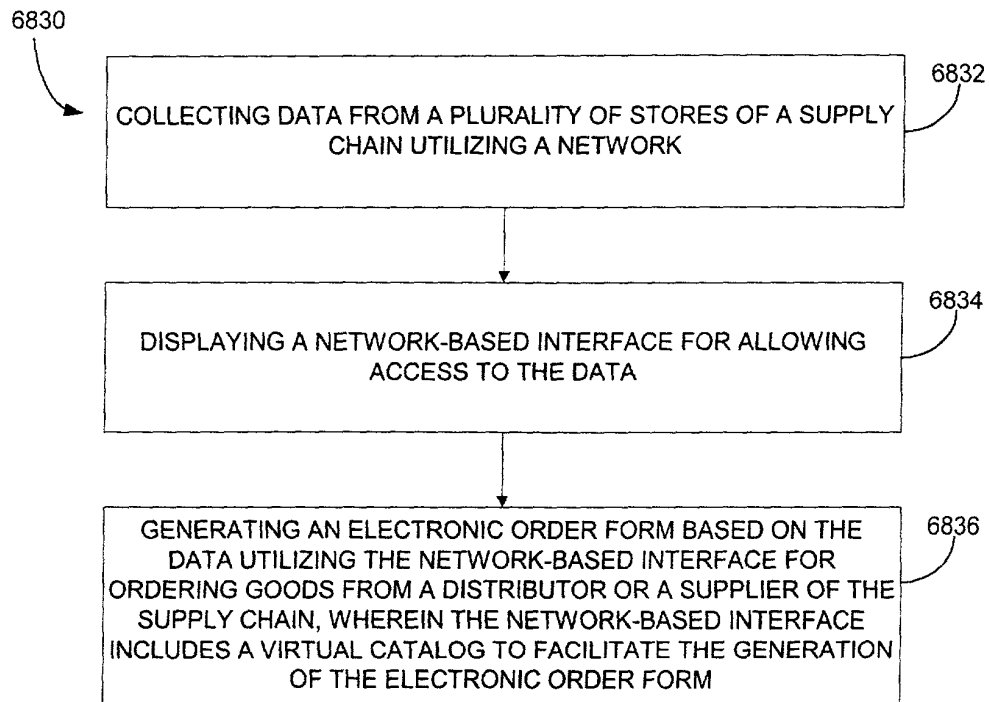 6830
6832
COLLECTING DATA FROM A PLURALITY OF STORES OF A SUPPLY
CHAIN UTILIZING A NETWORK
6834
DISPLAYING A NETWORK-BASED INTERFACE FOR ALLOWING
ACCESS TO THE DATA
6836
GENERATING AN ELECTRONIC ORDER FORM BASED ON THE
DATA UTILIZING THE NETWORK-BASED INTERFACE FOR
ORDERING GOODS FROM A DISTRIBUTOR OR A SUPPLIER OF THE
SUPPLY CHAIN, WHEREIN THE NETWORK-BASED INTERFACE
INCLUDES A VIRTUAL CATALOG TO FACILITATE THE GENERATION
OF THE ELECTRONIC ORDER FORM